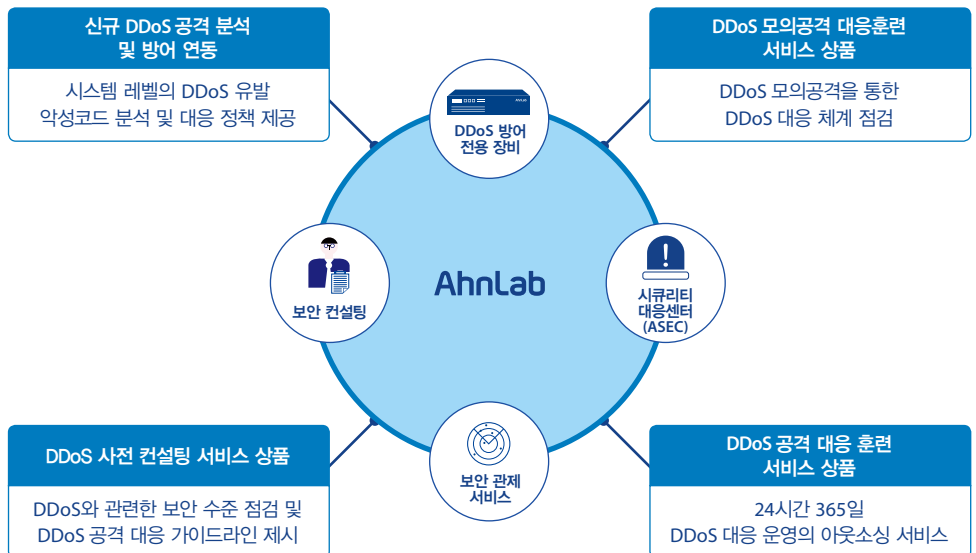 신규 DDoS 공격 분석
및 방어 연동
시스템 레벨의 DDoS 유발
악성코드 분석 및 대응 정책 제공
DDoS 모의공격 대응훈련
서비스 상품
DDoS 모의공격을 통한
DDoS 대응 체계 점검
AhnLab
DDoS 방어
전용 장비
보안 컨설팅
AhnLab
시큐리티
대응센터
(ASEC)
보안 관제
서비스
DDoS 사전 컨설팅 서비스 상품
DDoS와 관련한 보안 수준 점검 및
DDoS 공격 대응 가이드라인 제시
DDoS 공격 대응 훈련
서비스 상품
24시간 365일
DDoS 대응 운영의 아웃소싱 서비스